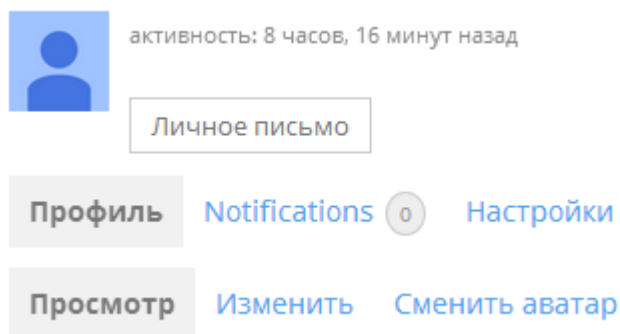 активность: 8 часов, 16 минут назад
Личное письмо
Профиль Notifications 0 Настройки
Просмотр Изменить Сменить аватар